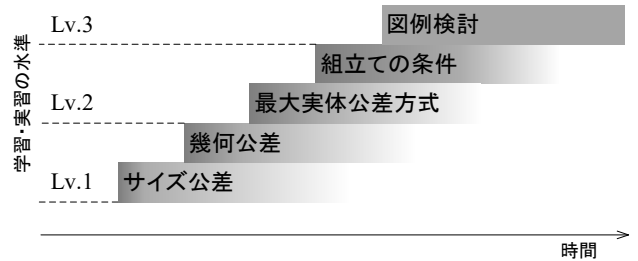 Lv.3
図例検討
組立ての条件
Lv.2
最大実体公差方式
幾何公差
Lv.1
サイズ公差
学習・実習の水準
時間